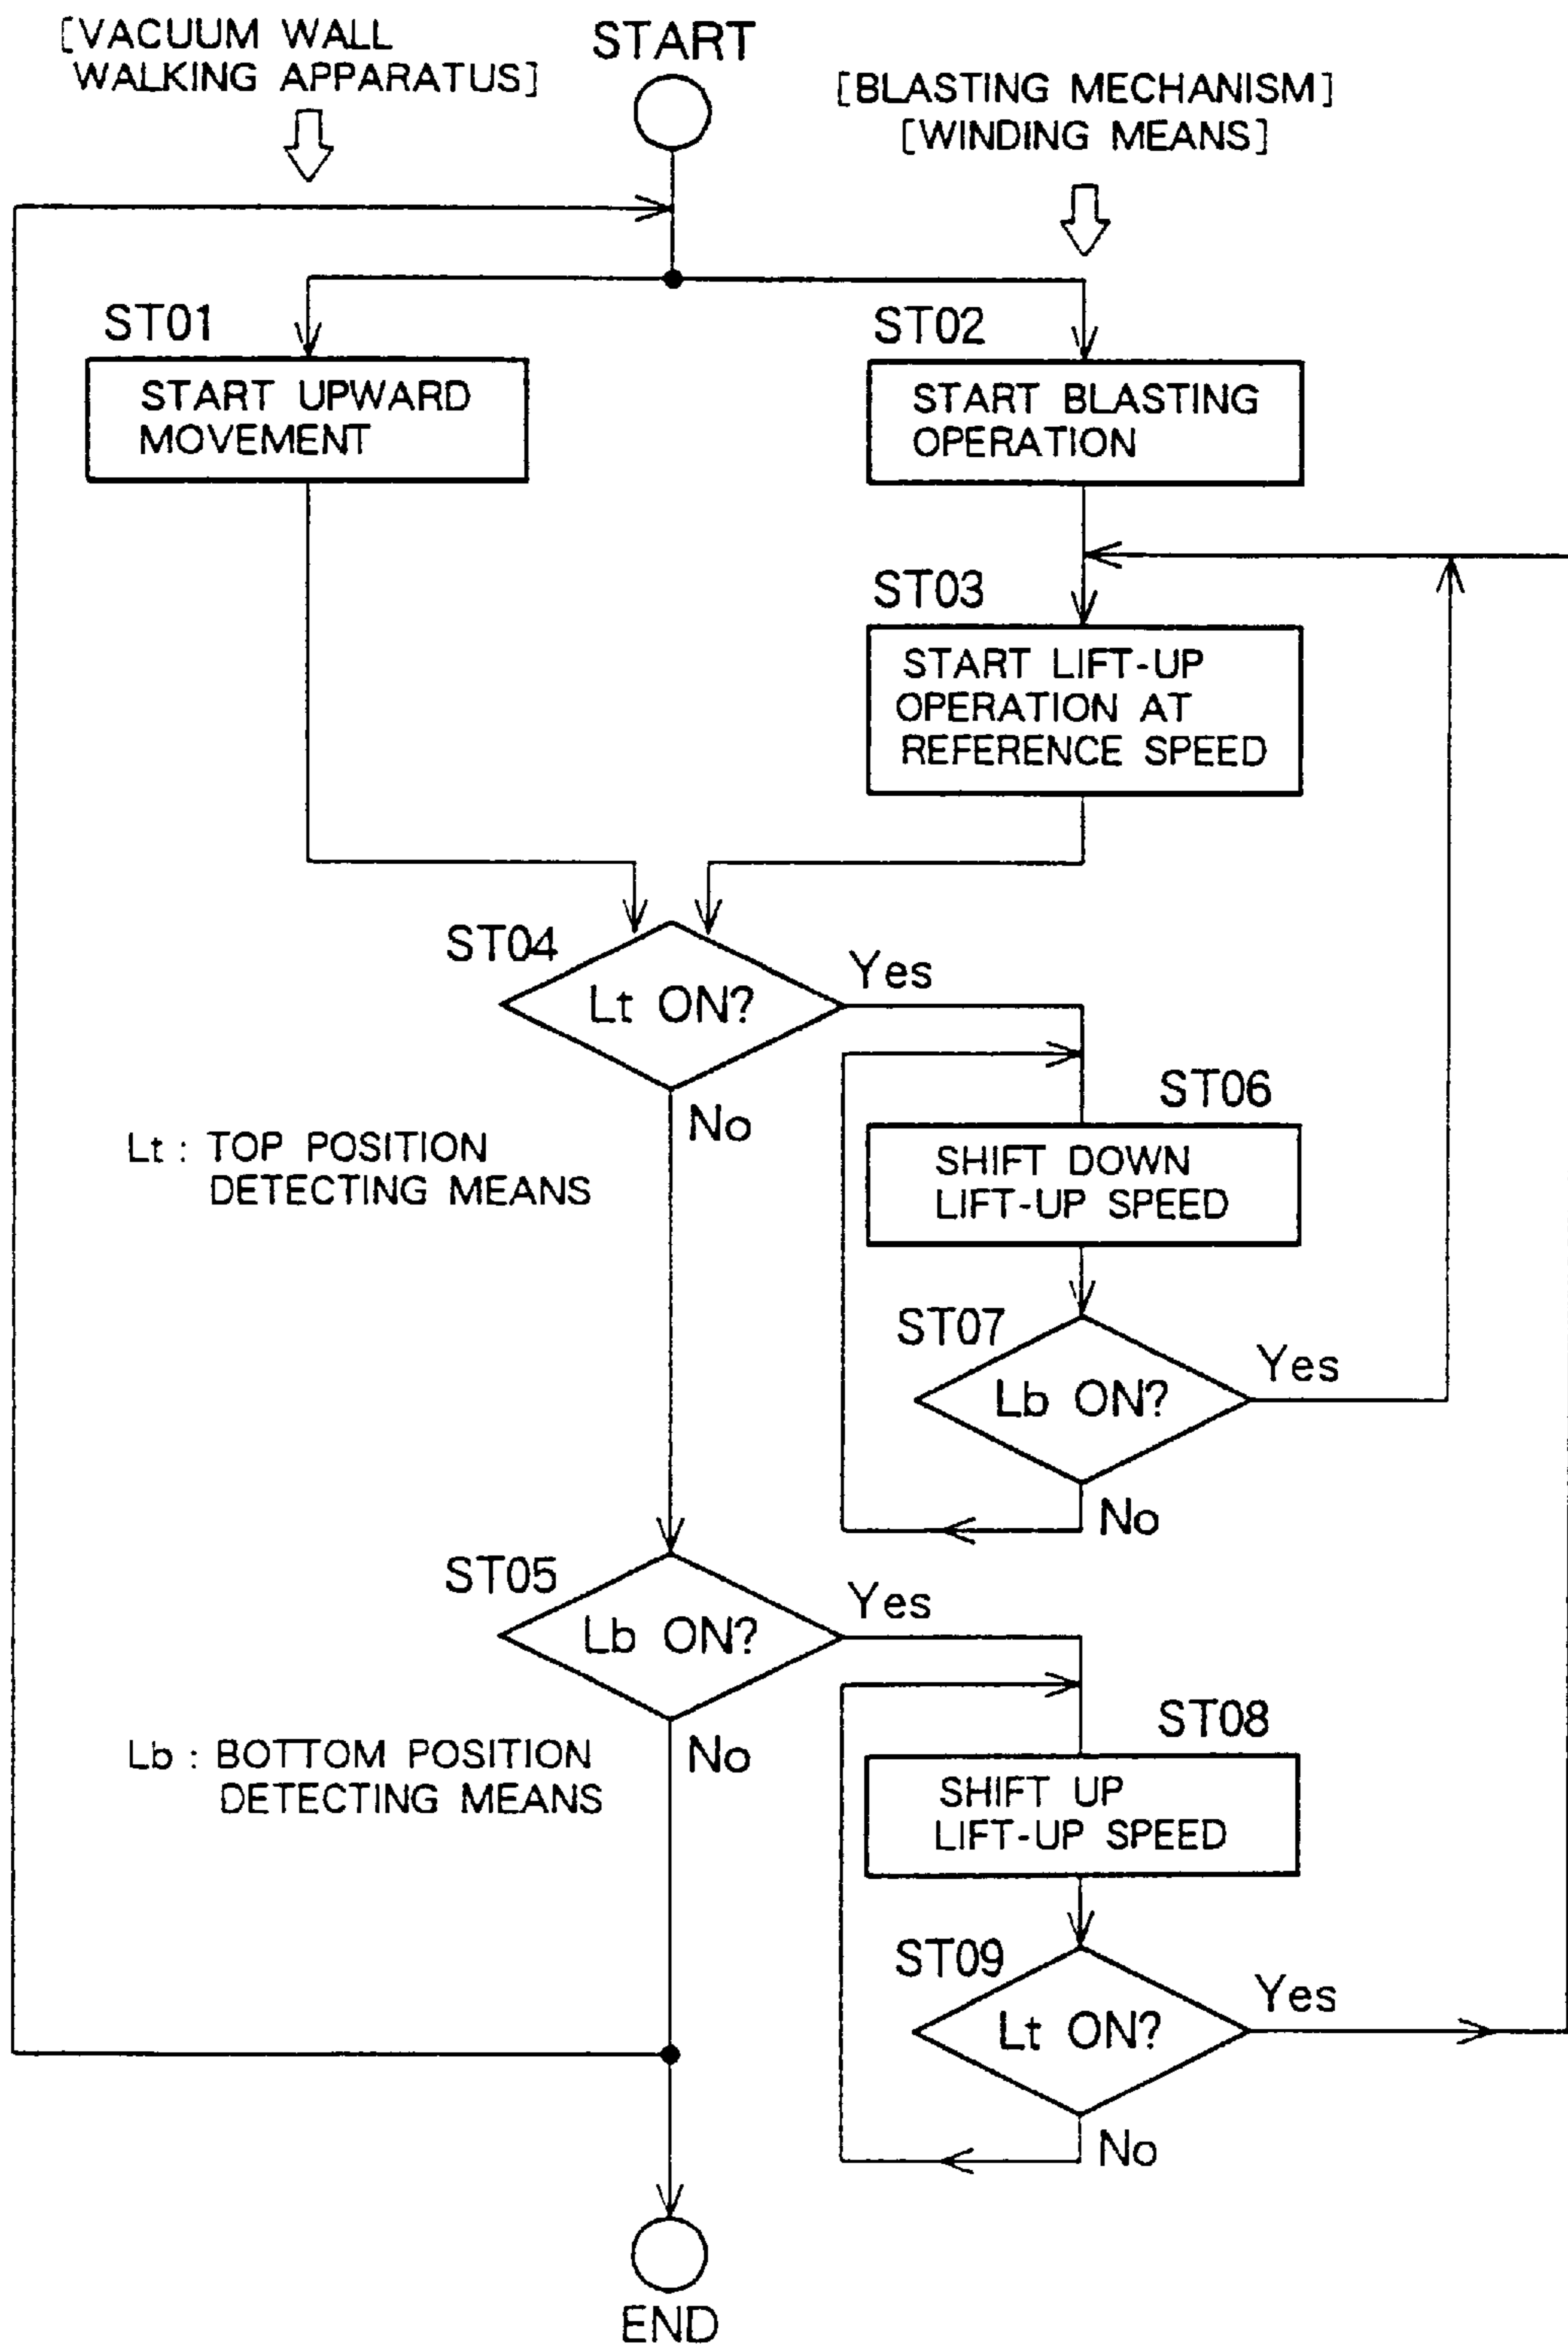 [VACUUM WALL
WALKING APPARATUS]
START
[BLASTING MECHANISM]
[WINDING MEANS]
ST01
START UPWARD
MOVEMENT
ST02
START BLASTING
OPERATION
ST03
START LIFT-UP
OPERATION AT
REFERENCE SPEED
ST04
Lt ON?
Yes
No
Lt : TOP POSITION
DETECTING MEANS
ST06
SHIFT DOWN
LIFT-UP SPEED
ST07
Lb ON?
Yes
No
ST05
Lb ON?
Yes
No
Lb : BOTTOM POSITION
DETECTING MEANS
ST08
SHIFT UP
LIFT-UP SPEED
ST09
Lt ON?
Yes
No
END